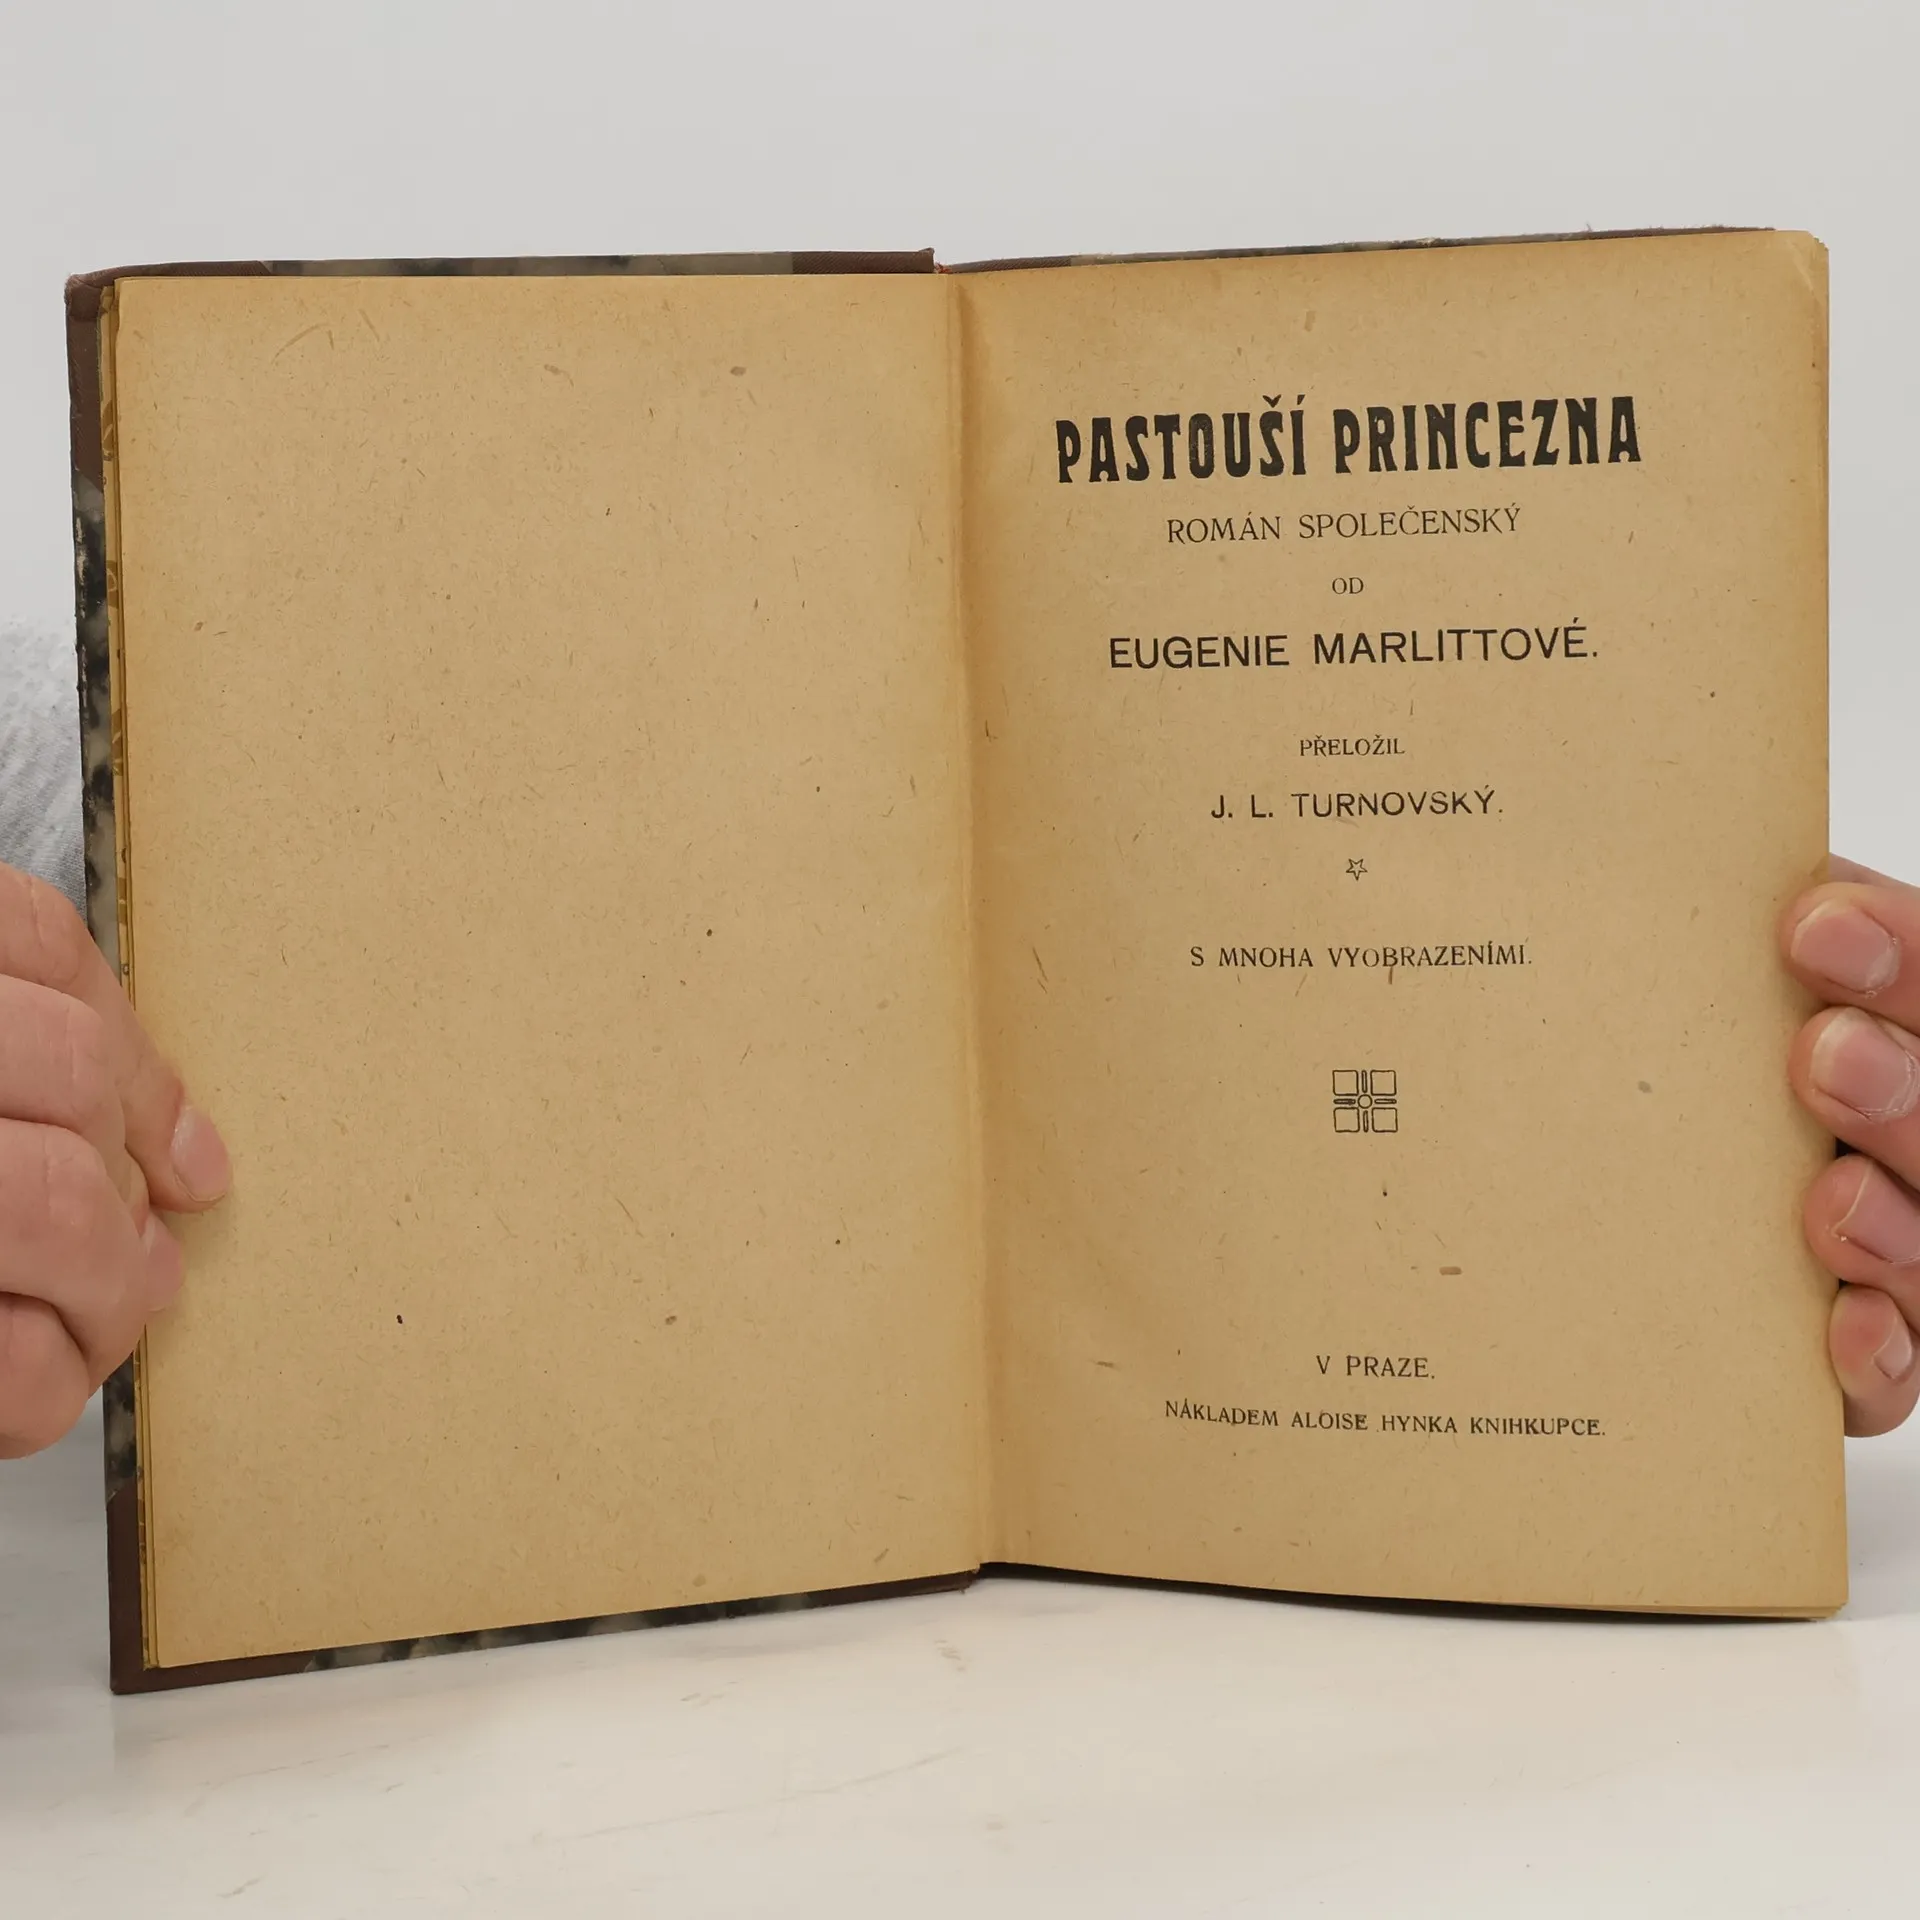 PASTOUŠÍ PRINCEZNA
ROMÁN SPOLEČENSKÝ
OD
EUGENIE MARLITTOVÉ.
PŘELOŽIL
J. L. TURNOVSKÝ.
S MNOHA VYOBRAZENÍMI.
V PRAZE.
NÁKLADEM ALOISE HYNKA KNIHKUPCE.